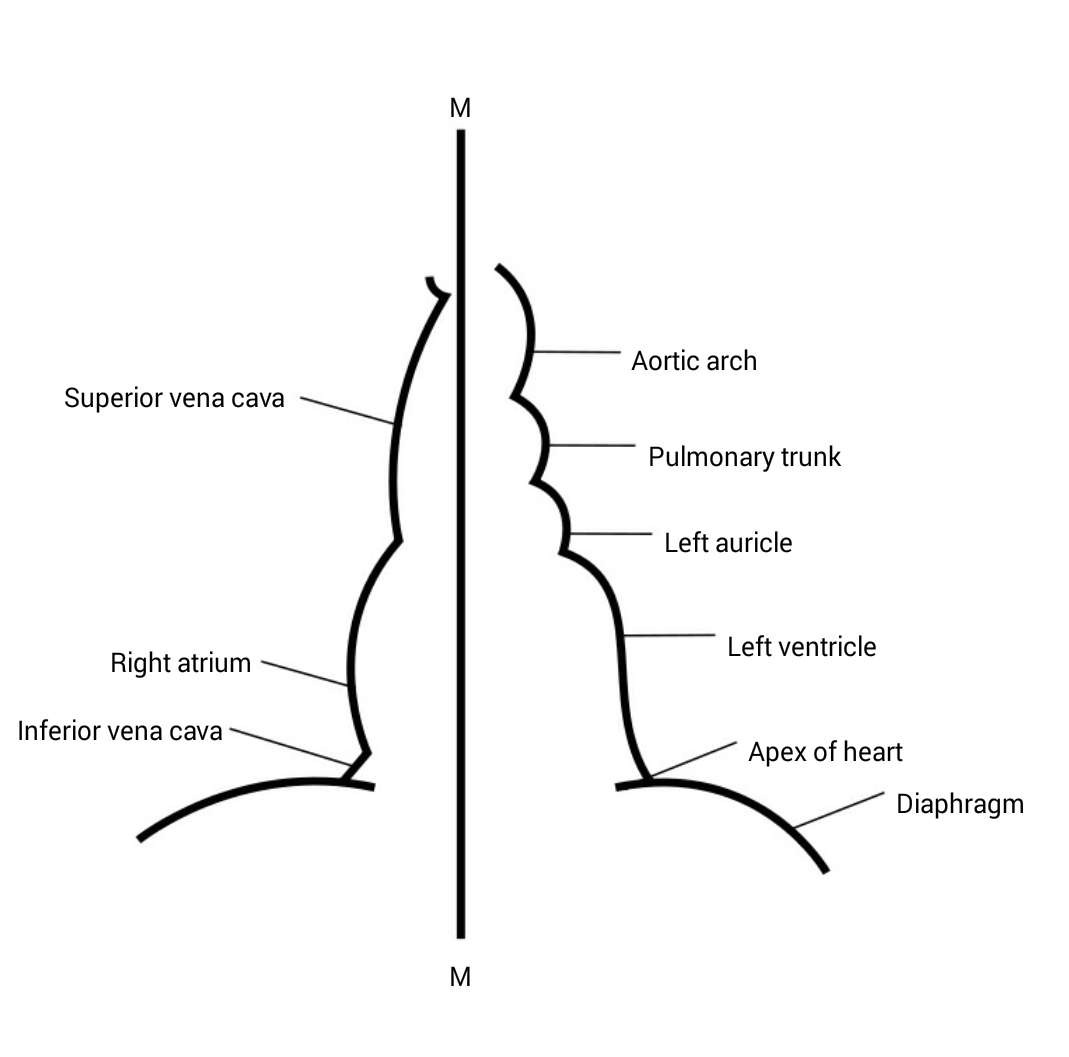 M
Aortic arch
Superior vena cava
Pulmonary trunk
Left auricle
Left ventricle
Right atrium
Inferior vena cava
Apex of heart
Diaphragm
M